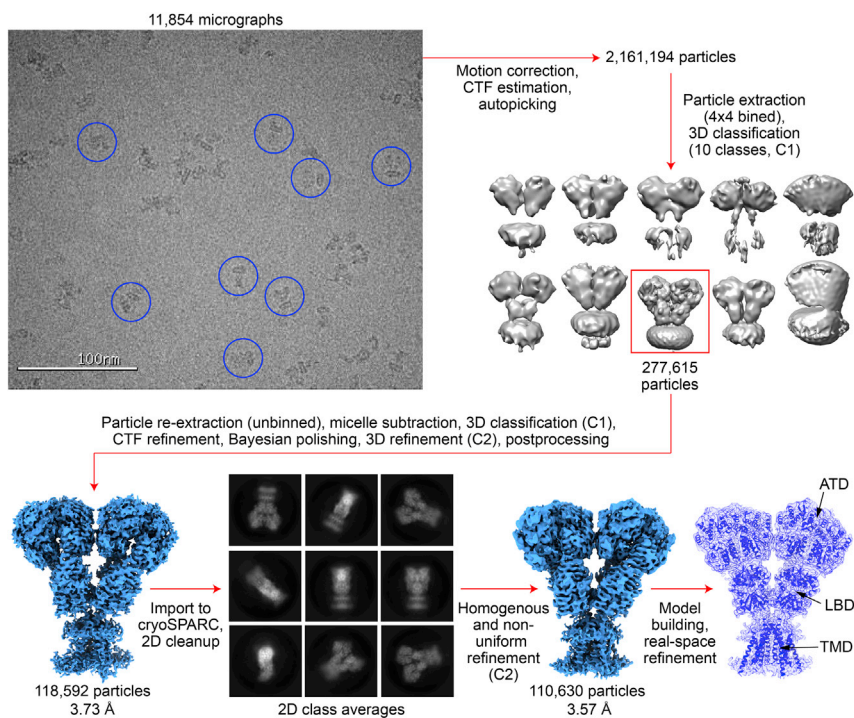 11,854 micrographs
100nm
Motion correction,
CTF estimation,
autopicking
2,161,194 particles
Particle extraction
(4x4 bined),
3D classification
(10 classes, C1)
277,615
particles
Particle re-extraction (unbinned), micelle subtraction, 3D classification (C1),
CTF refinement, Bayesian polishing, 3D refinement (C2), postprocessing
118,592 particles
3.73 Å
Import to
cryoSPARC,
2D cleanup
2D class averages
Homogenous
and non-
uniform
refinement
(C2)
110,630 particles
3.57 Å
Model
building,
real-space
refinement
ATD
LBD
TMD